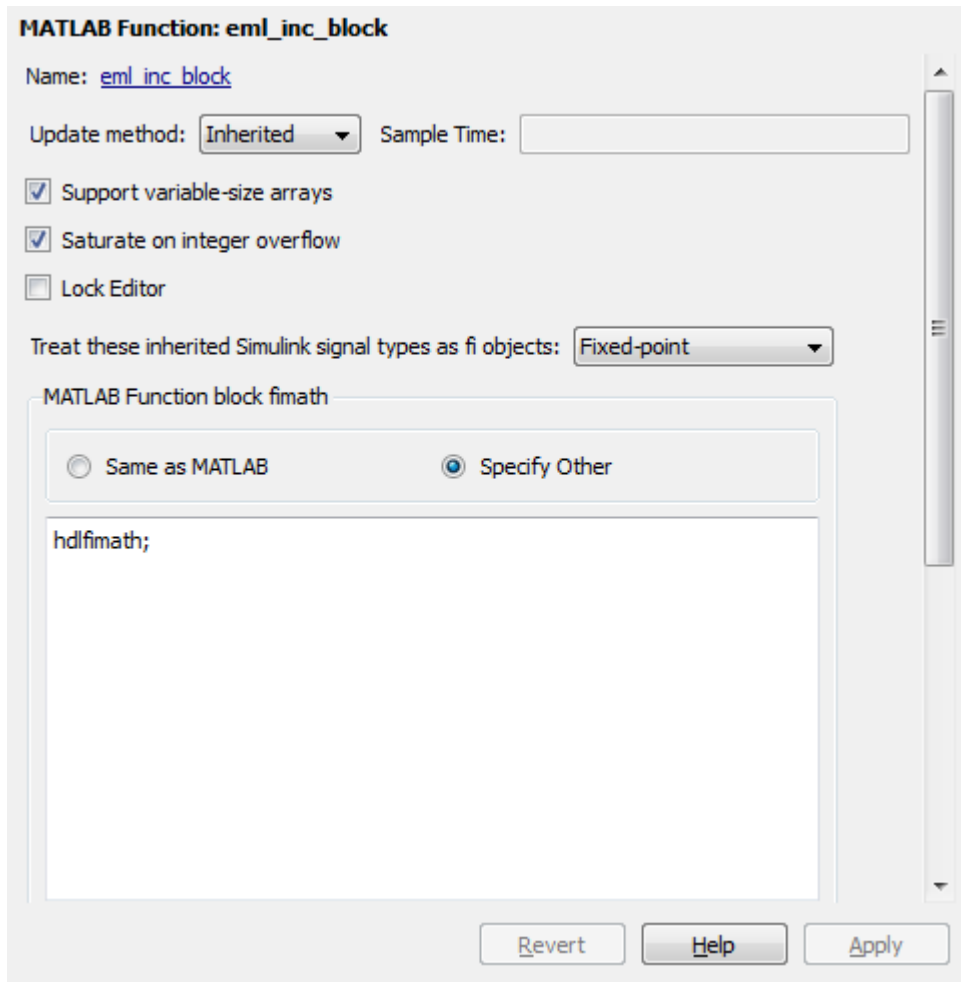 MATLAB Function: eml_inc_block
Name: eml_inc_block
Update method: Inherited Sample Time:
Support variable-size arrays
Saturate on integer overflow
Lock Editor
Treat these inherited Simulink signal types as fi objects: Fixed-point
MATLAB Function block fimath
Same as MATLAB Specify Other
hdlfimath;
Revert Help Apply